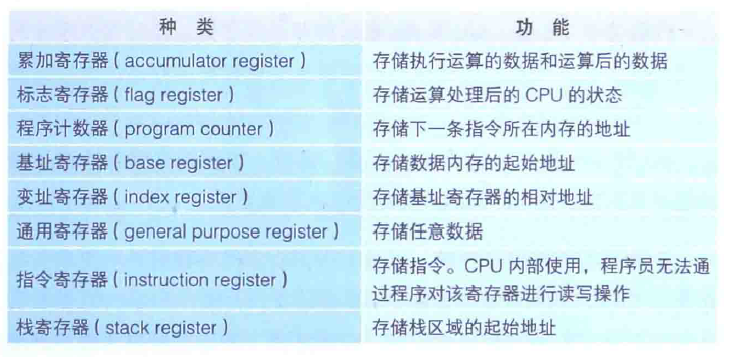 种 类 功 能
累加寄存器（accumulator register） 存储执行运算的数据和运算后的数据
标志寄存器（flag register） 存储运算处理后的 CPU 的状态
程序计数器（program counter） 存储下一条指令所在内存的地址
基址寄存器（base register） 存储数据内存的起始地址
变址寄存器（index register） 存储基址寄存器的相对地址
通用寄存器（general purpose register） 存储任意数据
指令寄存器（instruction register） 存储指令。CPU 内部使用，程序员无法通
过程序对该寄存器进行读写操作
栈寄存器（stack register） 存储栈区域的起始地址